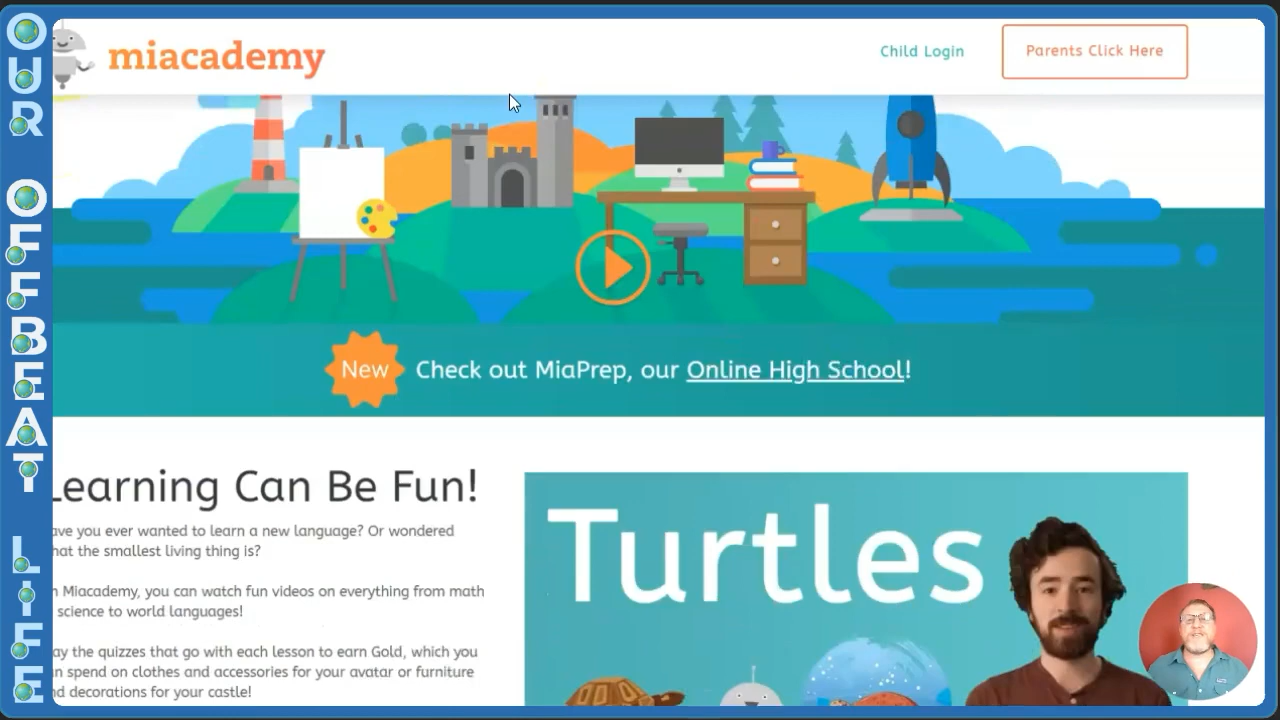 OUR OFFBEAT LIFE
miacademy
Child Login
Parents Click Here
New
Check out MiaPrep, our Online High School!
Learning Can Be Fun!
ave you ever wanted to learn a new language? Or wondered
hat the smallest living thing is?
Miacademy, you can watch fun videos on everything from math
science to world languages!
ay the quizzes that go with each lesson to earn Gold, which you
n spend on clothes and accessories for your avatar or furniture
nd decorations for your castle!
Turtles